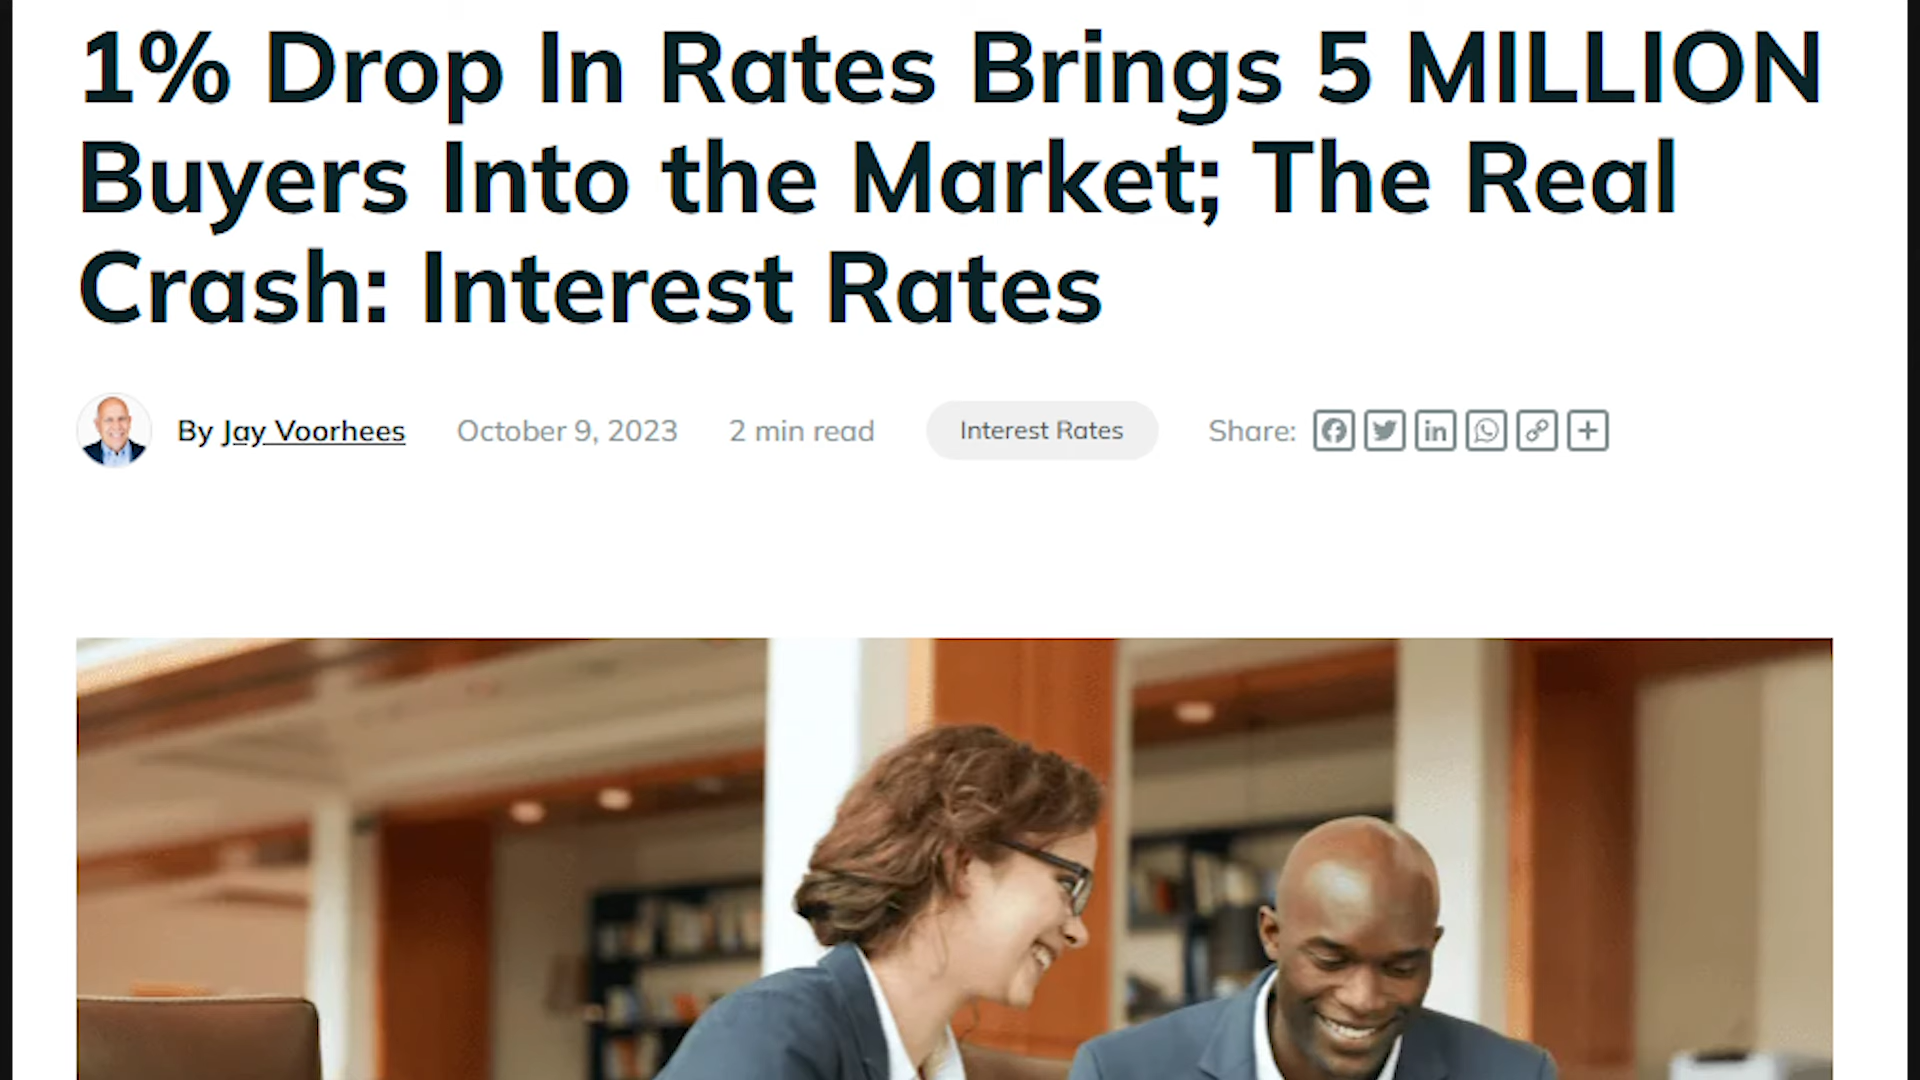 1% Drop In Rates Brings 5 MILLION
Buyers Into the Market; The Real
Crash: Interest Rates
By Jay Voorhees October 9, 2023 2 min read Interest Rates Share: